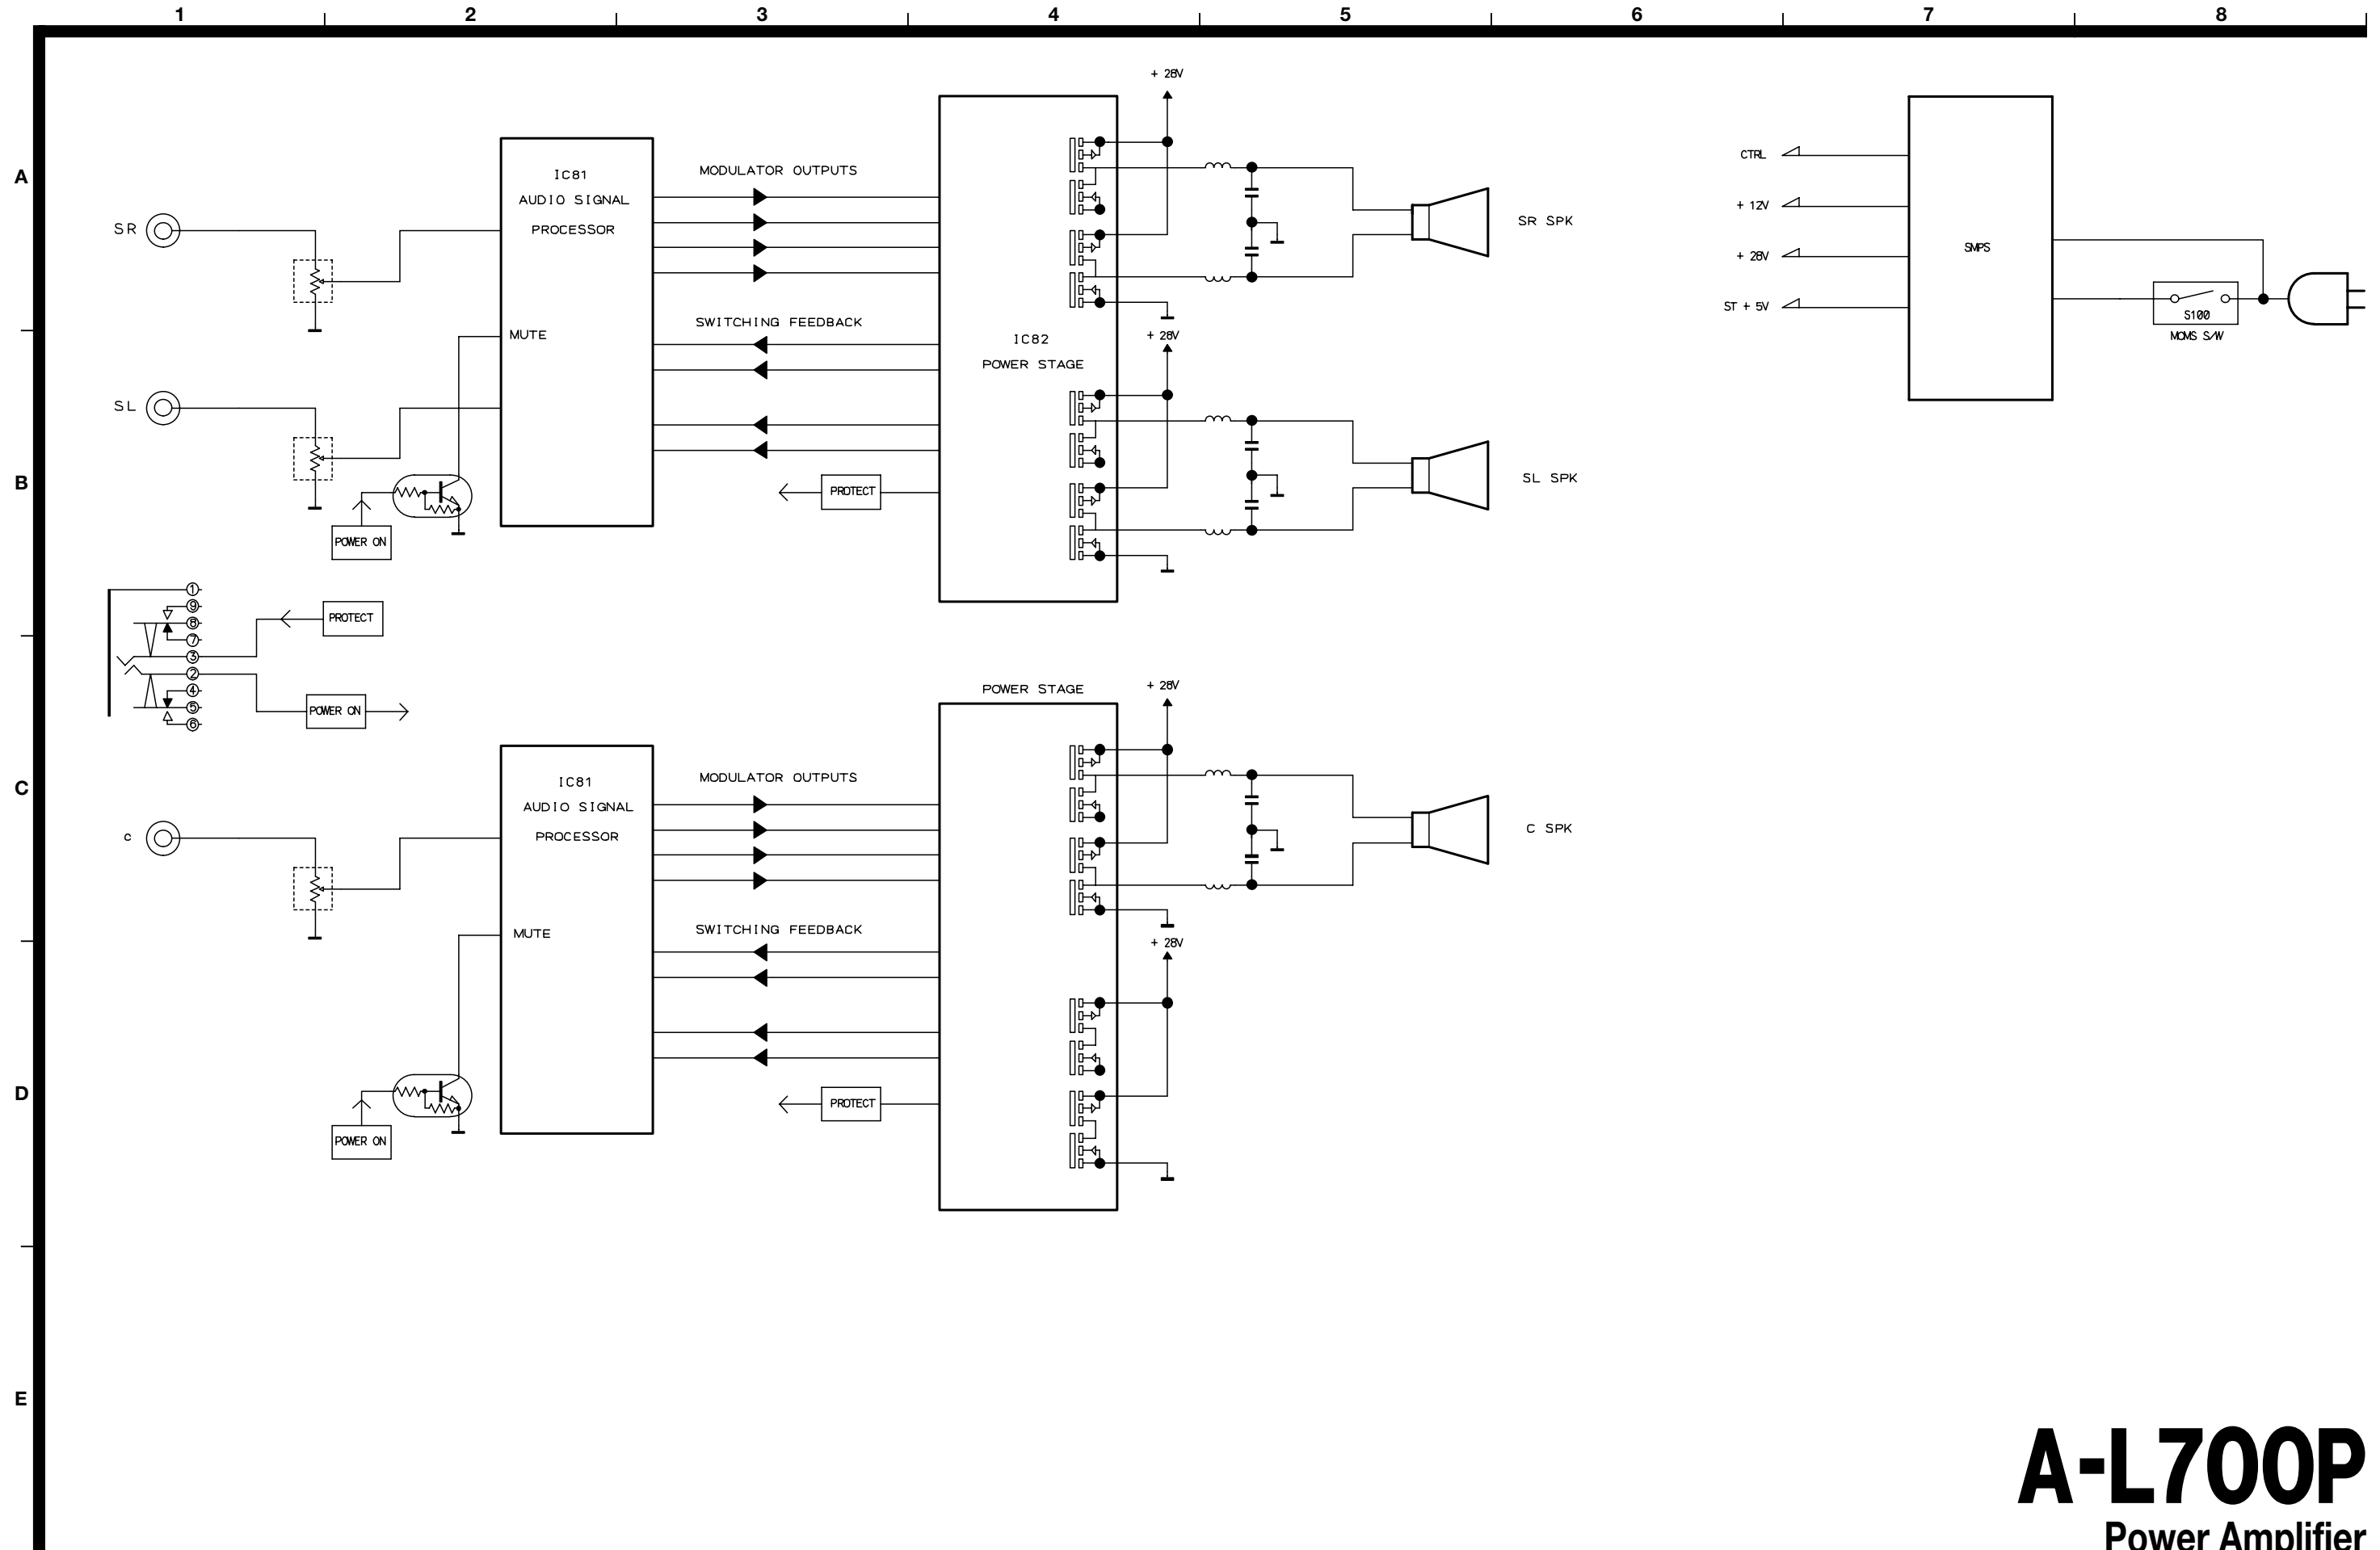 1 2 3 4 5 6 7 8
A
B
C
D
E
SR
SL
IC81
AUDIO SIGNAL
PROCESSOR
MUTE
POWER ON
MODULATOR OUTPUTS
SWITCHING FEEDBACK
PROTECT
IC82
POWER STAGE
+ 28V
+ 28V
SR SPK
SL SPK
CTRL
+ 12V
+ 28V
ST + 5V
SMPS
S100
MOMS S/W
1
9
8
7
3
2
4
5
6
PROTECT
POWER ON
c
IC81
AUDIO SIGNAL
PROCESSOR
MUTE
POWER ON
MODULATOR OUTPUTS
SWITCHING FEEDBACK
PROTECT
POWER STAGE
+ 28V
+ 28V
C SPK
A-L700P
Power Amplifier